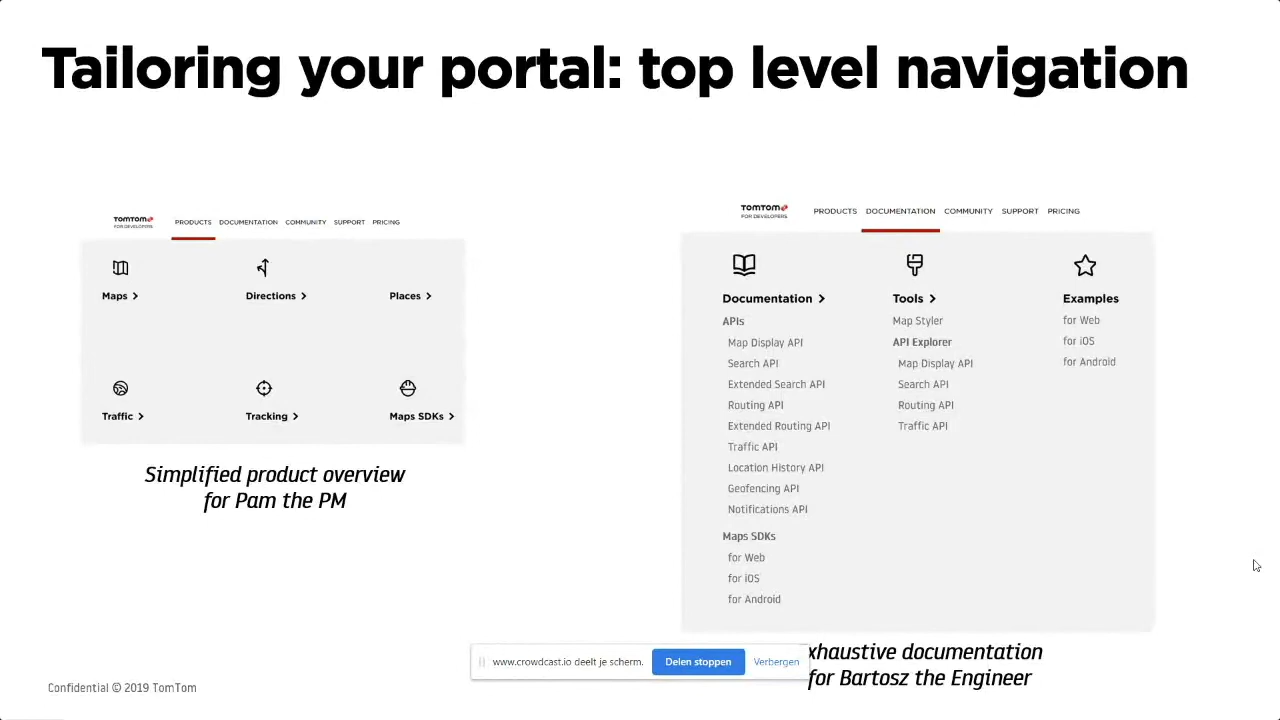 Tailoring your portal: top level navigation
TOMTOM
FOR DEVELOPERS
PRODUCTS DOCUMENTATION COMMUNITY SUPPORT PRICING
Maps
Directions
Places
Traffic
Tracking
Maps SDKs
Simplified product overview
for Pam the PM
TOMTOM
FOR DEVELOPERS
PRODUCTS DOCUMENTATION COMMUNITY SUPPORT PRICING
Documentation
APIs
Map Display API
Search API
Extended Search API
Routing API
Extended Routing API
Traffic API
Location History API
Geofencing API
Notifications API
Maps SDKs
for Web
for iOS
for Android
Tools
Map Styler
API Explorer
Map Display API
Search API
Routing API
Traffic API
Examples
for Web
for iOS
for Android
xhaustive documentation
for Bartosz the Engineer
www.crowdcast.io deelt je scherm. Delen stoppen Verbergen
Confidential © 2019 TomTom